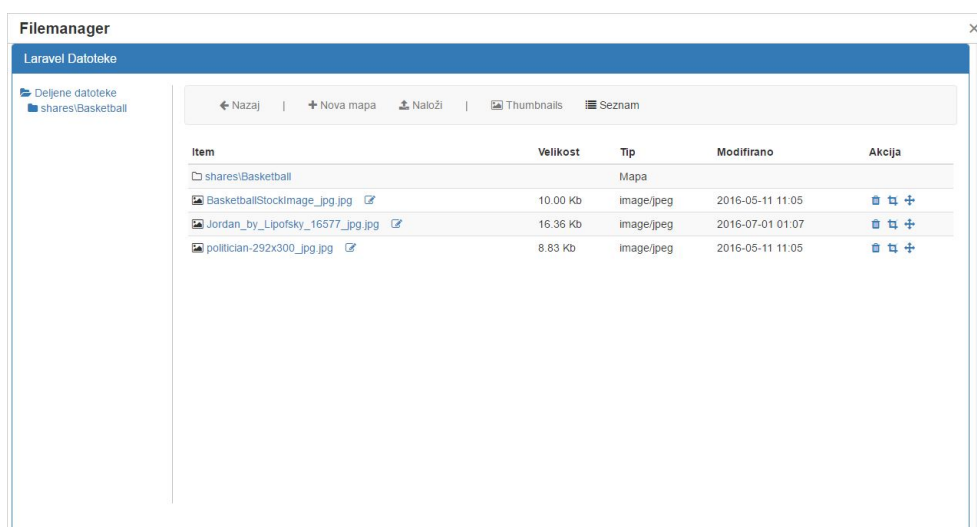 Filemanager ×
Laravel Datoteke
Deljene datoteke
shares\Basketball
Nazaj | Nova mapa Naloži | Thumbnails Seznam
Item Velikost Tip Modifirano Akcija
shares\Basketball Mapa
BasketballStockImage_jpg.jpg 10.00 Kb image/jpeg 2016-05-11 11:05
Jordan_by_Lipofsky_16577_jpg.jpg 16.36 Kb image/jpeg 2016-07-01 01:07
politician-292x300_jpg.jpg 8.83 Kb image/jpeg 2016-05-11 11:05